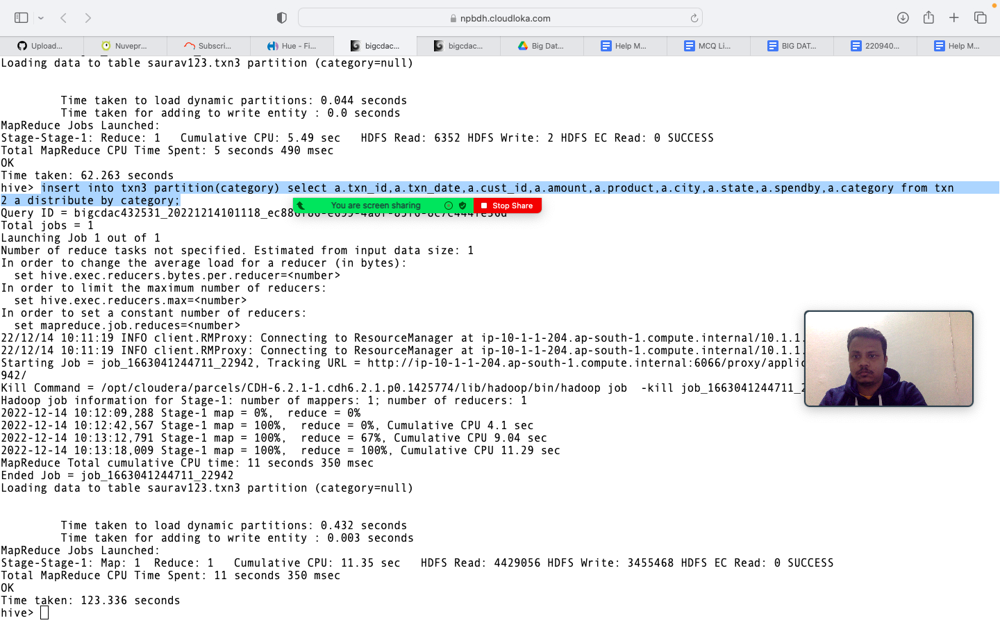 npbdh.cloudloka.com
Upload...
Nuvepr...
Subscri...
Hue - Fi...
bigcdac...
bigcdac...
Big Dat...
Help M...
MCQ Li...
BIG DAT...
220940...
Help M...
Loading data to table saurav123.txn3 partition (category=null)
Time taken to load dynamic partitions: 0.044 seconds
Time taken for adding to write entity : 0.0 seconds
MapReduce Jobs Launched:
Stage-Stage-1: Reduce: 1   Cumulative CPU: 5.49 sec   HDFS Read: 6352 HDFS Write: 2 HDFS EC Read: 0 SUCCESS
Total MapReduce CPU Time Spent: 5 seconds 490 msec
OK
Time taken: 62.263 seconds
hive> insert into txn3 partition(category) select a.txn_id,a.txn_date,a.cust_id,a.amount,a.product,a.city,a.state,a.spendby,a.category from txn
2 a distribute by category;
You are screen sharing
Stop Share
Query ID =
Total jobs = 1
Launching Job 1 out of 1
Number of reduce tasks not specified. Estimated from input data size: 1
In order to change the average load for a reducer (in bytes):
  set hive.exec.reducers.bytes.per.reducer=<number>
In order to limit the maximum number of reducers:
  set hive.exec.reducers.max=<number>
In order to set a constant number of reducers:
  set mapreduce.job.reduces=<number>
22/12/14 10:11:19 INFO client.RMProxy: Connecting to ResourceManager at ip-10-1-1-204.ap-south-1.compute.internal/10.1.1.
22/12/14 10:11:19 INFO client.RMProxy: Connecting to ResourceManager at ip-10-1-1-204.ap-south-1.compute.internal/10.1.1.
Starting Job = job_1663041244711_22942, Tracking URL = http://ip-10-1-1-204.ap-south-1.compute.internal:6066/proxy/applic
942/
Kill Command = /opt/cloudera/parcels/CDH-6.2.1-1.cdh6.2.1.p0.1425774/lib/hadoop/bin/hadoop job  -kill job_1663041244711_2
Hadoop job information for Stage-1: number of mappers: 1; number of reducers: 1
2022-12-14 10:12:09,288 Stage-1 map = 0%,  reduce = 0%
2022-12-14 10:12:42,567 Stage-1 map = 100%,  reduce = 0%, Cumulative CPU 4.1 sec
2022-12-14 10:13:12,791 Stage-1 map = 100%,  reduce = 67%, Cumulative CPU 9.04 sec
2022-12-14 10:13:18,009 Stage-1 map = 100%,  reduce = 100%, Cumulative CPU 11.29 sec
MapReduce Total cumulative CPU time: 11 seconds 350 msec
Ended Job = job_1663041244711_22942
Loading data to table saurav123.txn3 partition (category=null)
Time taken to load dynamic partitions: 0.432 seconds
Time taken for adding to write entity : 0.003 seconds
MapReduce Jobs Launched:
Stage-Stage-1: Map: 1  Reduce: 1   Cumulative CPU: 11.35 sec   HDFS Read: 4429056 HDFS Write: 3455468 HDFS EC Read: 0 SUCCESS
Total MapReduce CPU Time Spent: 11 seconds 350 msec
OK
Time taken: 123.336 seconds
hive>